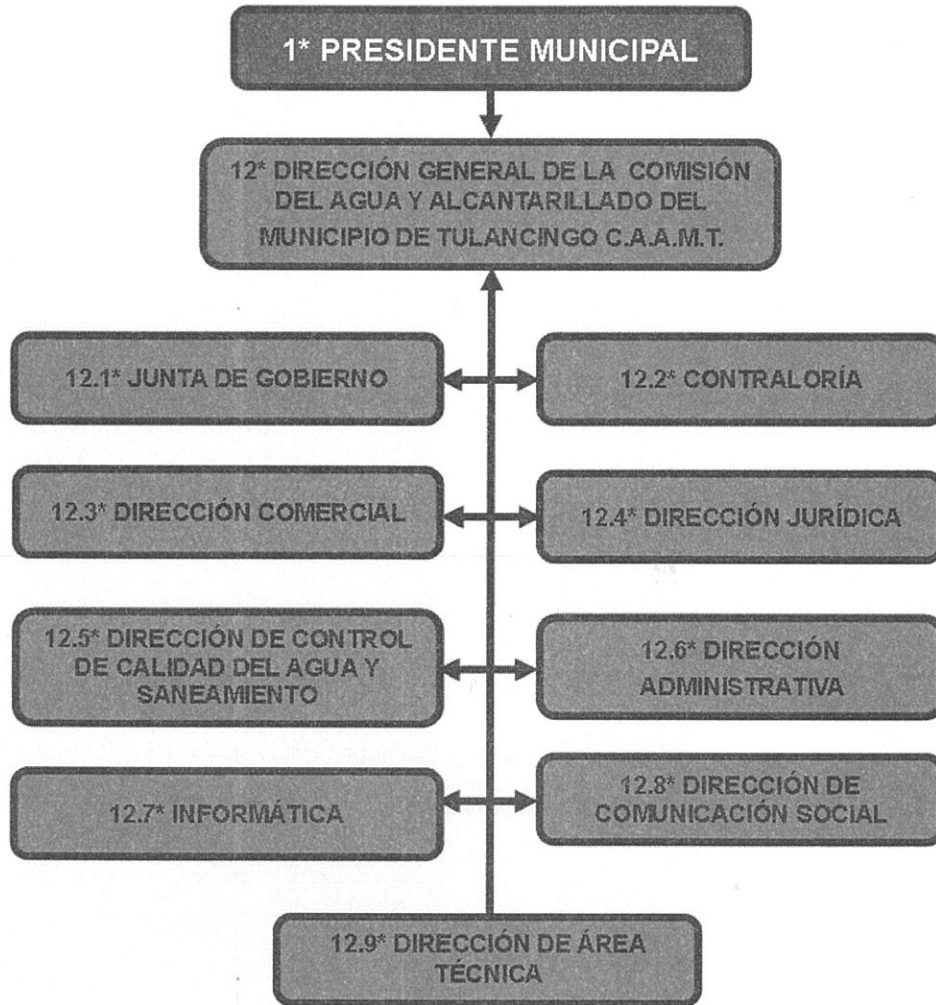 1* PRESIDENTE MUNICIPAL
12* DIRECCIÓN GENERAL DE LA COMISIÓN
DEL AGUA Y ALCANTARILLADO DEL
MUNICIPIO DE TULANCINGO C.A.A.M.T.
12.1* JUNTA DE GOBIERNO
12.2* CONTRALORÍA
12.3* DIRECCIÓN COMERCIAL
12.4* DIRECCIÓN JURÍDICA
12.5* DIRECCIÓN DE CONTROL
DE CALIDAD DEL AGUA Y
SANEAMIENTO
12.6* DIRECCIÓN
ADMINISTRATIVA
12.7* INFORMÁTICA
12.8* DIRECCIÓN DE
COMUNICACIÓN SOCIAL
12.9* DIRECCIÓN DE ÁREA
TÉCNICA